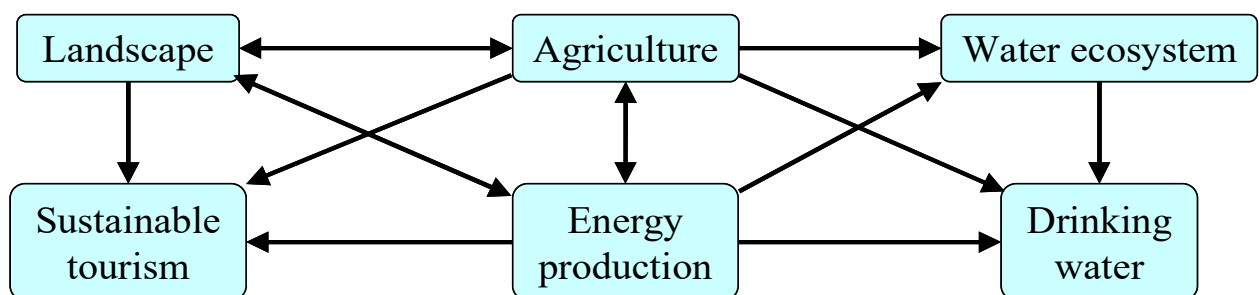 Landscape
Agriculture
Water ecosystem
Sustainable
tourism
Energy
production
Drinking
water